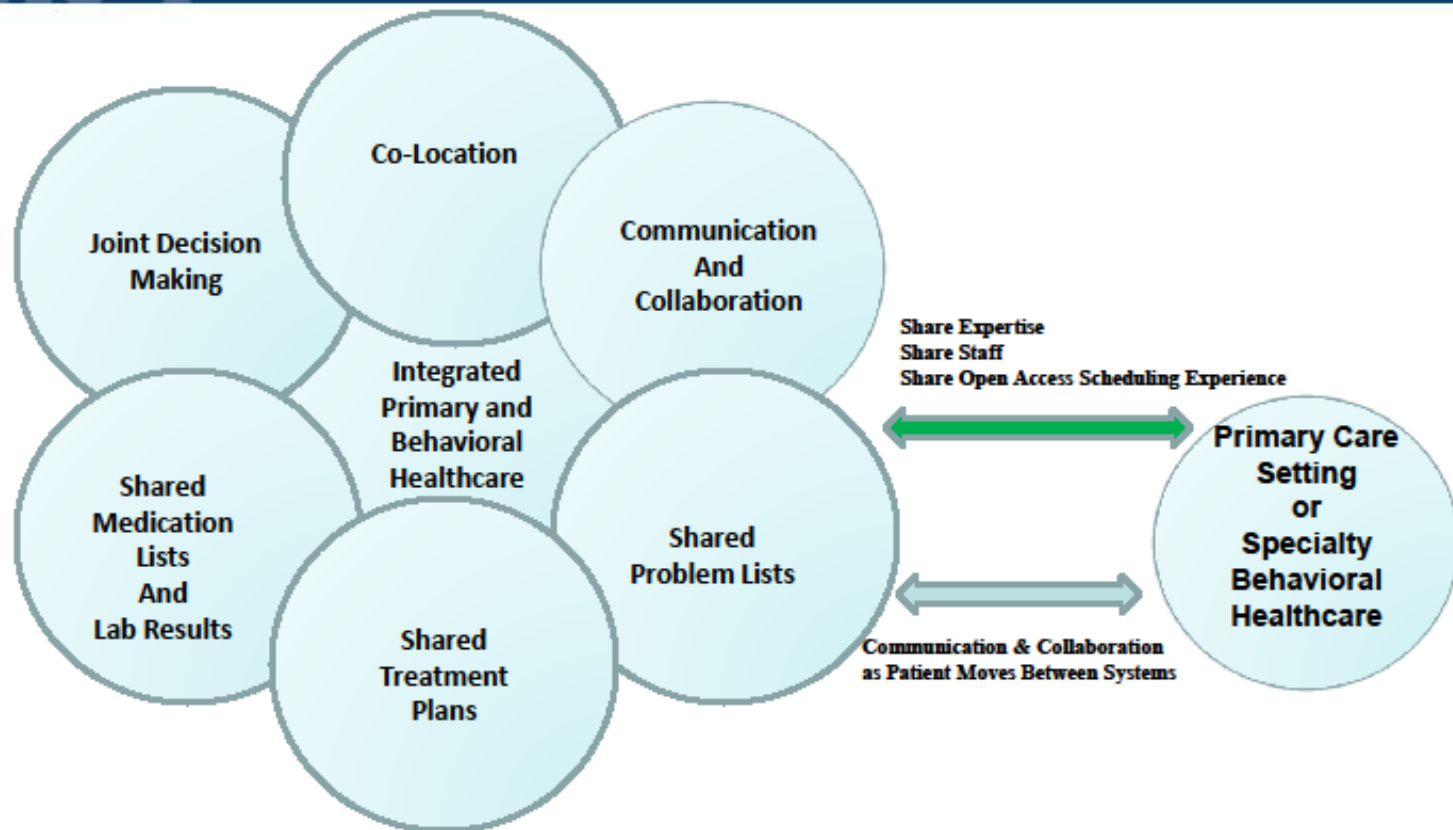 Co-Location
Joint Decision
Making
Communication
And
Collaboration
Integrated
Primary and
Behavioral
Healthcare
Shared
Medication
Lists
And
Lab Results
Shared
Treatment
Plans
Shared
Problem Lists
Share Expertise
Share Staff
Share Open Access Scheduling Experience
Communication & Collaboration
as Patient Moves Between Systems
Primary Care
Setting
or
Specialty
Behavioral
Healthcare